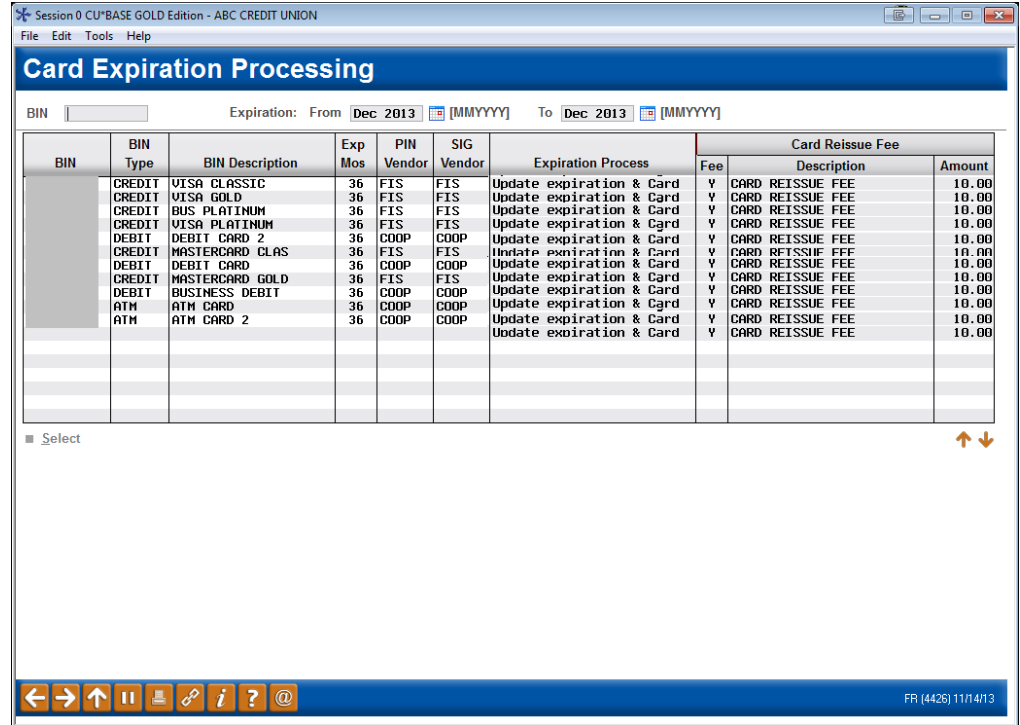 Session 0 CU*BASE GOLD Edition - ABC CREDIT UNION
File Edit Tools Help
Card Expiration Processing
BIN Expiration: From Dec 2013 [MMYYYY] To Dec 2013 [MMYYYY]
BIN Exp PIN SIG Card Reissue Fee
BIN Type BIN Description Mos Vendor Vendor Expiration Process Fee Description Amount
CREDIT VISA CLASSIC 36 FIS FIS Update expiration & Card Y CARD REISSUE FEE 10.00
CREDIT VISA GOLD 36 FIS FIS Update expiration & Card Y CARD REISSUE FEE 10.00
CREDIT BUS PLATINUM 36 FIS FIS Update expiration & Card Y CARD REISSUE FEE 10.00
CREDIT VISA PLATINUM 36 FIS FIS Update expiration & Card Y CARD REISSUE FEE 10.00
DEBIT DEBIT CARD 2 36 COOP COOP Update expiration & Card Y CARD REISSUE FEE 10.00
CREDIT MASTERCARD CLAS 36 FIS FIS Update expiration & Card Y CARD REISSUE FEE 10.00
DEBIT DEBIT CARD 36 COOP COOP Update expiration & Card Y CARD REISSUE FEE 10.00
CREDIT MASTERCARD GOLD 36 FIS FIS Update expiration & Card Y CARD REISSUE FEE 10.00
DEBIT BUSINESS DEBIT 36 COOP COOP Update expiration & Card Y CARD REISSUE FEE 10.00
ATM ATM CARD 36 COOP COOP Update expiration & Card Y CARD REISSUE FEE 10.00
ATM ATM CARD 2 36 COOP COOP Update expiration & Card Y CARD REISSUE FEE 10.00
Update expiration & Card Y CARD REISSUE FEE 10.00
Select
FR (4426) 11/14/13